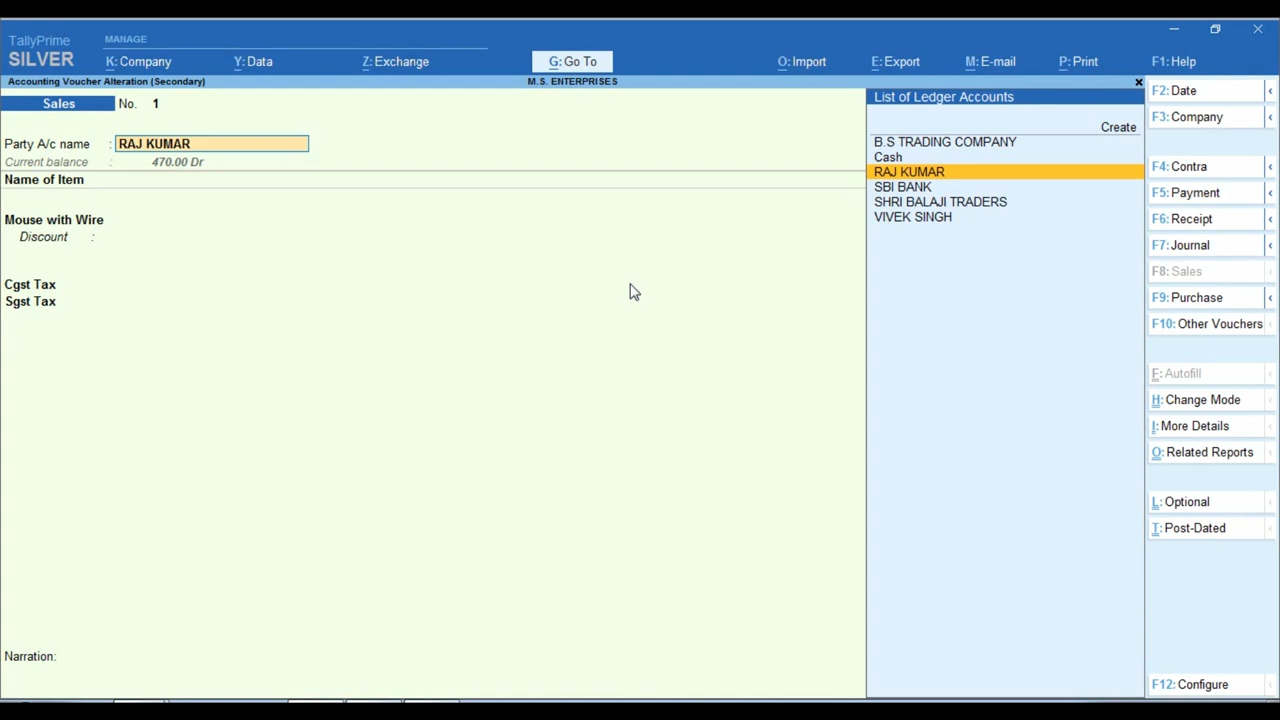 TallyPrime
MANAGE
SILVER
K: Company
Y: Data
Z: Exchange
G: Go To
O: Import
E: Export
M: E-mail
P: Print
F1: Help
Accounting Voucher Alteration (Secondary)
M.S. ENTERPRISES
Sales No. 1
Party A/c name : RAJ KUMAR
Current balance : 470.00 Dr
Name of Item
Mouse with Wire
Discount :
Cgst Tax
Sgst Tax
Narration:
List of Ledger Accounts
Create
B.S TRADING COMPANY
Cash
RAJ KUMAR
SBI BANK
SHRI BALAJI TRADERS
VIVEK SINGH
F2: Date
F3: Company
F4: Contra
F5: Payment
F6: Receipt
F7: Journal
F8: Sales
F9: Purchase
F10: Other Vouchers
F: Autofill
H: Change Mode
I: More Details
O: Related Reports
L: Optional
T: Post-Dated
F12: Configure